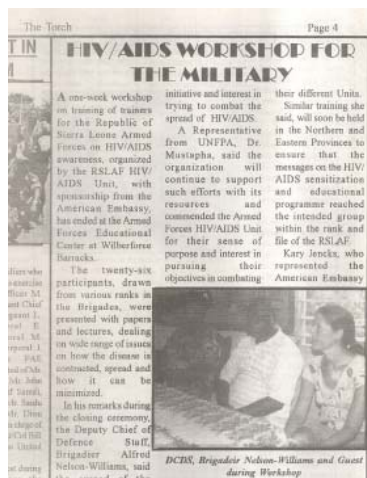 The Torch
Page 4
T IN
HIV/AIDS WORKSHOP FOR
THE MILITARY
A one-week workshop
on training of trainers
for the Republic of
Sierra Leone Armed
Forces on HIV/AIDS
awareness, organized
by the RSLAF HIV/
AIDS Unit, with
sponsorship from the
American Embassy,
has ended at the Armed
Forces Educational
Center at Wilberforce
Barracks.
The twenty-six
participants, drawn
from various ranks in
the Brigades, were
presented with papers
and lectures, dealing
on wide range of issues
on how the disease is
contracted, spread and
how it can be
minimized.
In his remarks during
the closing ceremony,
the Deputy Chief of
Defence Staff,
Brigadier Alfred
Nelson-Williams, said
the spread of the
initiative and interest in
trying to combat the
spread of HIV/AIDS.
A Representative
from UNFPA, Dr.
Mustapha, said the
organization will
continue to support
such efforts with its
resources and
commended the Armed
Forces HIV/AIDS Unit
for their sense of
purpose and interest in
pursuing their
objectives in combating
their different Units.
Similar training she
said, will soon be held
in the Northern and
Eastern Provinces to
ensure that the
messages on the HIV/
AIDS sensitization
and educational
programme reached
the intended group
within the rank and
file of the RSLAF.
Kary Jencks, who
represented the
American Embassy
DCDS, Brigadeir Nelson-Williams and Guest
during Workshop